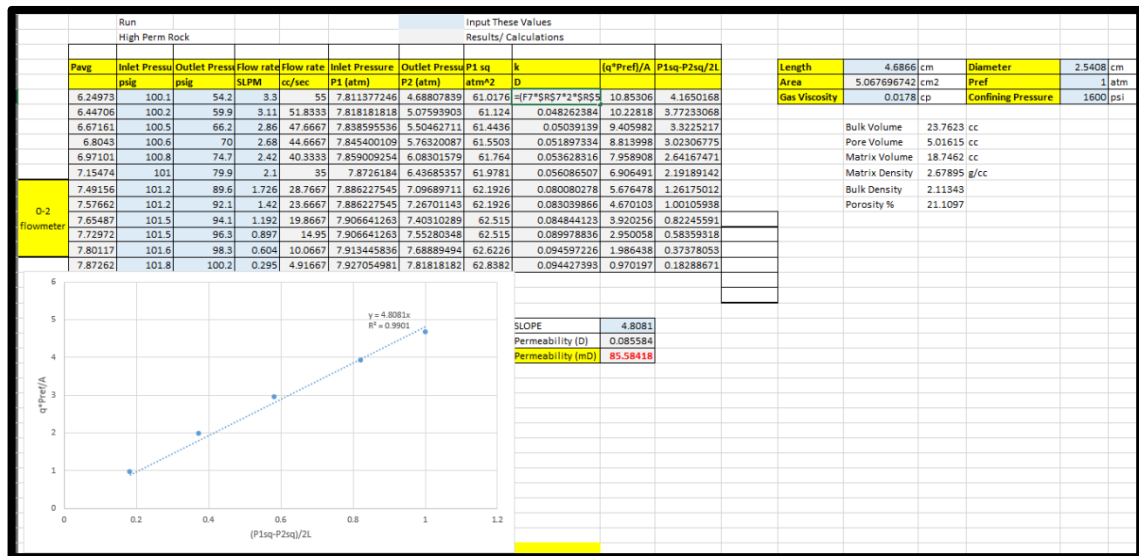 Run Input These Values
High Perm Rock Results/ Calculations
Pavg Inlet Pressu Outlet Pressu Flow rate Flow rate Inlet Pressure Outlet Pressu P1 sq k (q*Pref)/A P1sq-P2sq/2L Length 4.6866 cm Diameter 2.5408 cm
psig psig SLPM cc/sec P1 (atm) P2 (atm) atm^2 D Area 5.067696742 cm2 Pref 1 atm
6.24973 100.1 54.2 3.3 55 7.811377246 4.68807839 61.0176 =(F7*$R$7*2*$R$5 10.85306 4.1650168 Gas Viscosity 0.0178 cp Confining Pressure 1600 psi
6.44706 100.2 59.9 3.11 51.8333 7.818181818 5.07593903 61.124 0.048262384 10.22818 3.77233068
6.67161 100.5 66.2 2.86 47.6667 7.838595536 5.50462711 61.4436 0.05039139 9.405982 3.3225217 Bulk Volume 23.7623 cc
6.8043 100.6 70 2.68 44.6667 7.845400109 5.76320087 61.5503 0.051897334 8.813998 3.02306775 Pore Volume 5.01615 cc
6.97101 100.8 74.7 2.42 40.3333 7.859009254 6.08301579 61.764 0.053628316 7.958908 2.64167471 Matrix Volume 18.7462 cc
7.15474 101 79.9 2.1 35 7.8726184 6.43685357 61.9781 0.056086507 6.906491 2.19189142 Matrix Density 2.67895 g/cc
7.49156 101.2 89.6 1.726 28.7667 7.886227545 7.09689711 62.1926 0.080080278 5.676478 1.26175012 Bulk Density 2.11343
7.57662 101.2 92.1 1.42 23.6667 7.886227545 7.26701143 62.1926 0.083039866 4.670103 1.00105938 Porosity % 21.1097
0-2
flowmeter
7.65487 101.5 94.1 1.192 19.8667 7.906641263 7.40310289 62.515 0.084844123 3.920256 0.82245591
7.72972 101.5 96.3 0.897 14.95 7.906641263 7.55280348 62.515 0.089978836 2.950058 0.58359318
7.80117 101.6 98.3 0.604 10.0667 7.913445836 7.68889494 62.6226 0.094597226 1.986438 0.37378053
7.87262 101.8 100.2 0.295 4.91667 7.927054981 7.81818182 62.8382 0.094427393 0.970197 0.18288671
6
5
4
3
2
1
0
q*Pref/A
y = 4.8081x
R² = 0.9901
0 0.2 0.4 0.6 0.8 1 1.2
(P1sq-P2sq)/2L
SLOPE 4.8081
Permeability (D) 0.085584
Permeability (mD) 85.58418